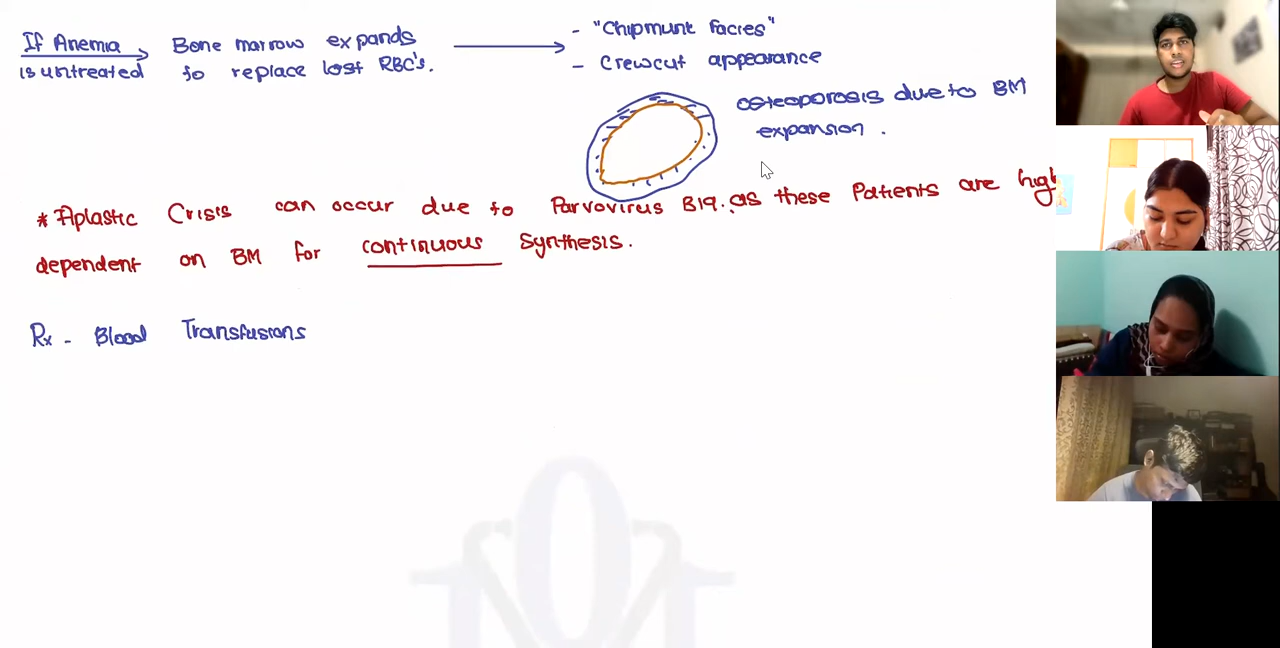 If Anemia
is untreated
Bone marrow expands
to replace lost RBC's.
- "Chipmunk facies"
- Crewcut appearance
osteoporosis due to BM
expansion.
* Aplastic Crisis can occur due to Parvovirus B19. as these Patients are high
dependent on BM for continuous Synthesis.
Rx - Blood Transfusions